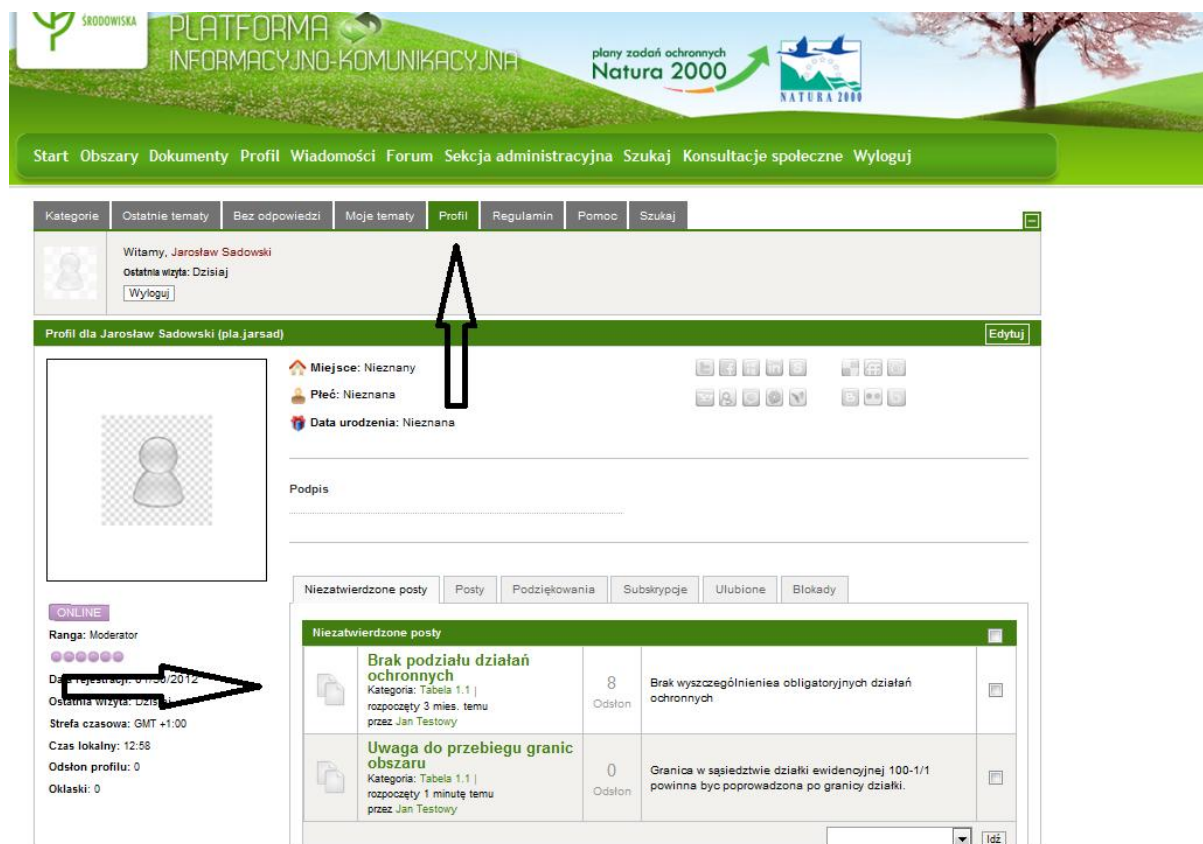 ŚRODOWISKA
PLATFORMA
INFORMACYJNO-KOMUNIKACYJNA
plany zadań ochronnych
Natura 2000
NATURA 2000
Start Obszary Dokumenty Profil Wiadomości Forum Sekcja administracyjna Szukaj Konsultacje społeczne Wyloguj
Kategorie Ostatnie tematy Bez odpowiedzi Moje tematy Profil Regulamin Pomoc Szukaj
Witamy, Jarosław Sadowski
Ostatnia wizyta: Dzisiaj
Wyloguj
Profil dla Jarosław Sadowski (pla.jarsad) Edytuj
Miejsce: Nieznany
Płeć: Nieznana
Data urodzenia: Nieznana
Podpis
Niezatwierdzone posty Posty Podziękowania Subskrypcje Ulubione Blokady
ONLINE
Ranga: Moderator
Data rejestracji:
Ostatnia wizyta: Dzisiaj
Strefa czasowa: GMT +1:00
Czas lokalny: 12:58
Odsłon profilu: 0
Oklaski: 0
Niezatwierdzone posty
Brak podziału działań
ochronnych
Kategoria: Tabela 1.1 |
rozpoczęty 3 mies. temu
przez Jan Testowy
8
Odsłon
Brak wyszczególnieniea obligatoryjnych działań
ochronnych
Uwaga do przebiegu granic
obszaru
Kategoria: Tabela 1.1 |
rozpoczęty 1 minutę temu
przez Jan Testowy
0
Odsłon
Granica w sąsiedztwie działki ewidencyjnej 100-1/1
powinna byc poprowadzona po granicy działki.
Idź